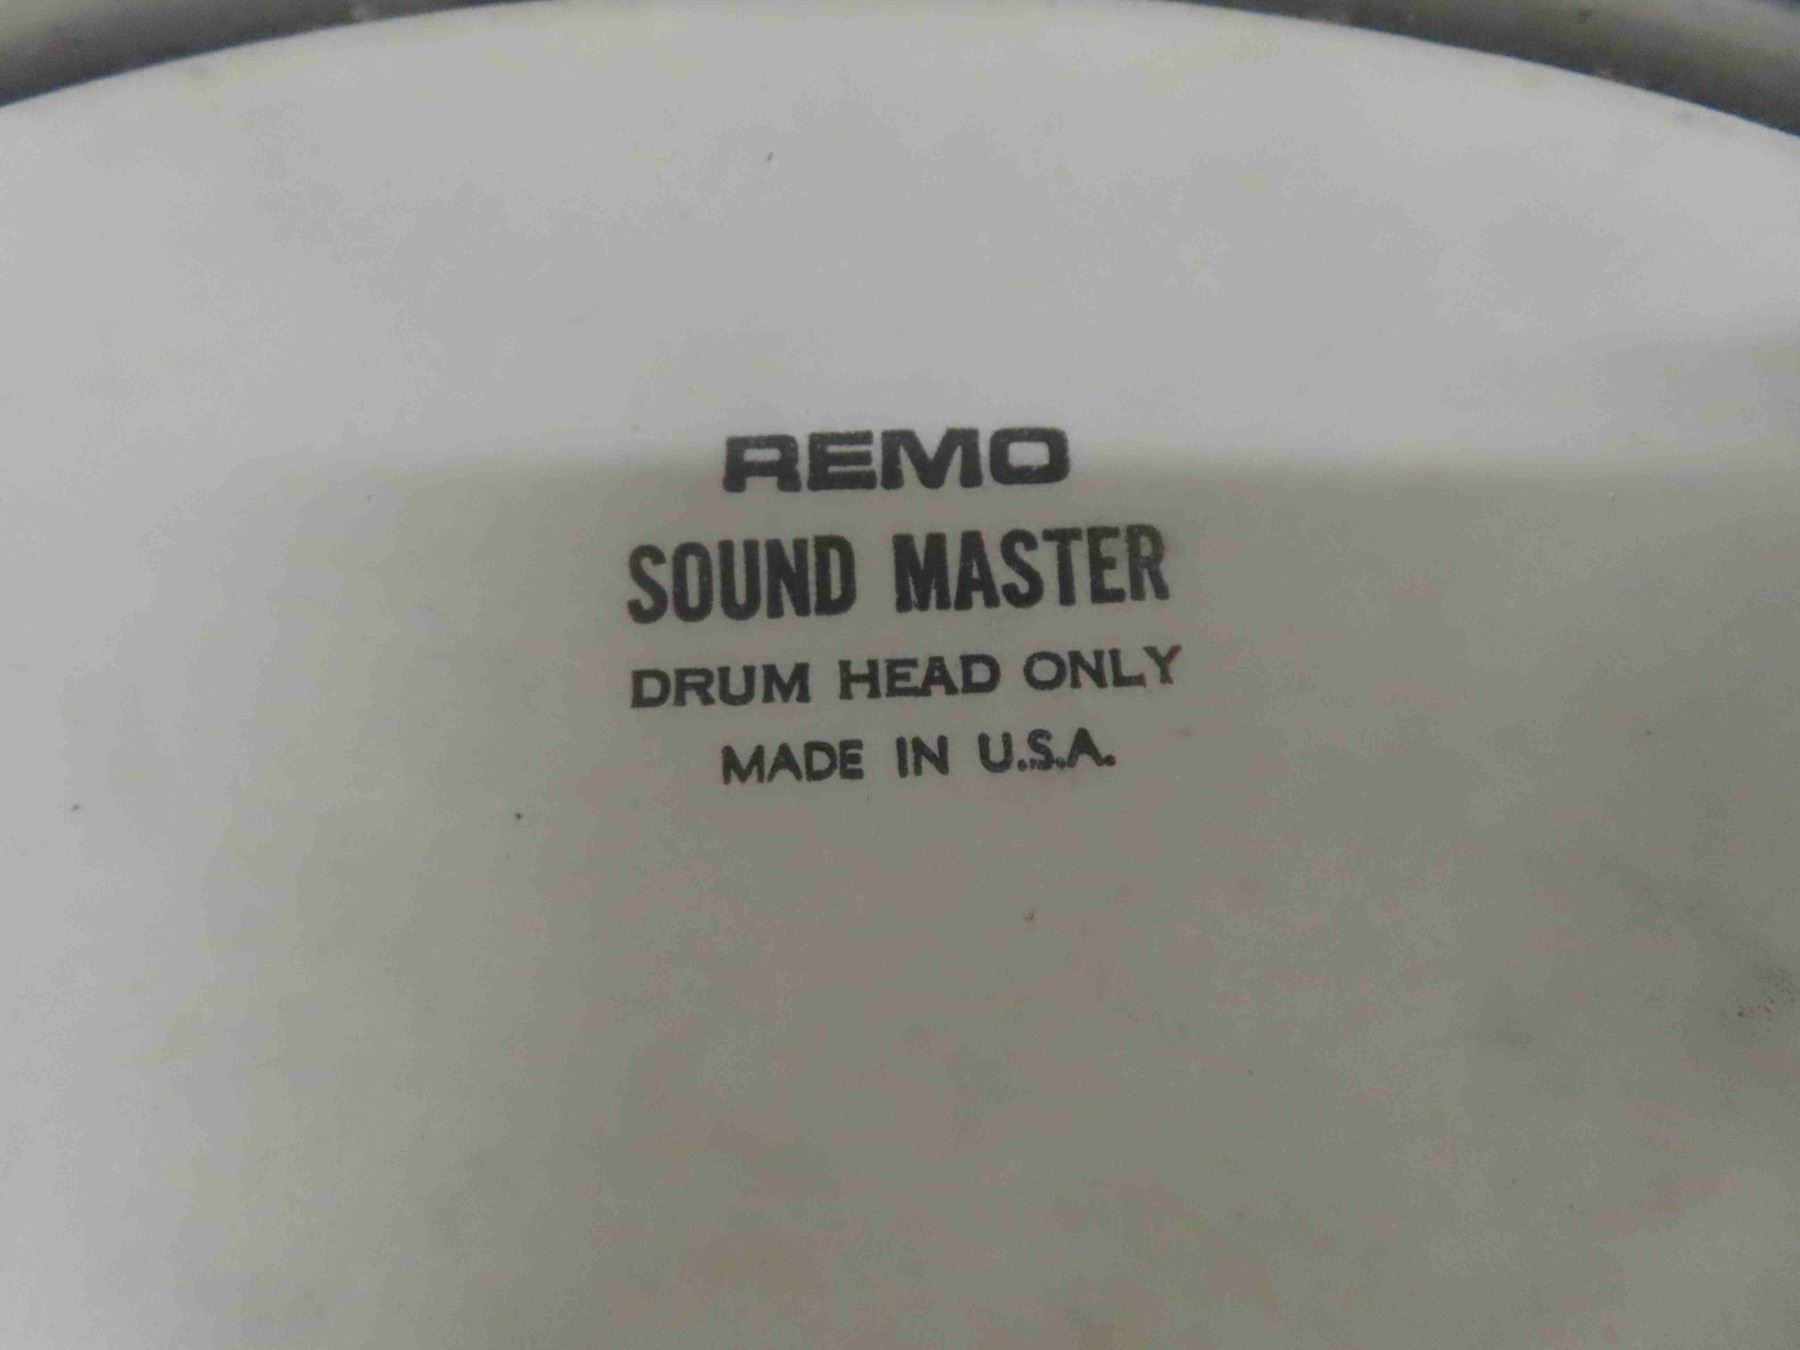 REMO
SOUND MASTER
DRUM HEAD ONLY
MADE IN U.S.A.